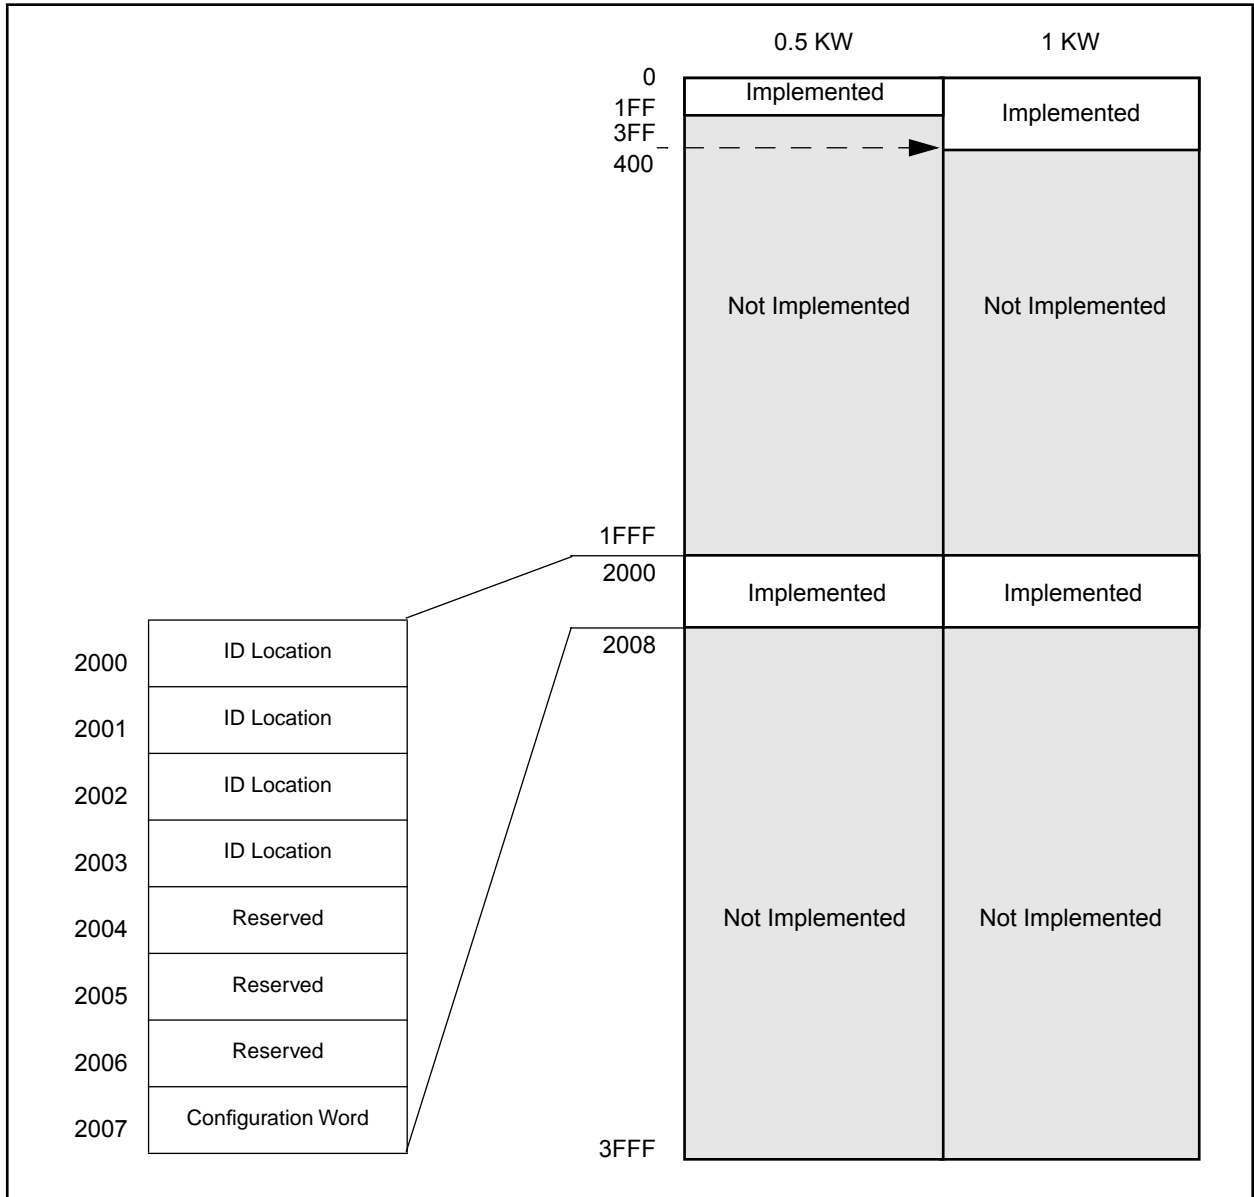 0.5 KW 1 KW
0
Implemented
1FF
Implemented
3FF
400
Not Implemented Not Implemented
1FFF
2000
Implemented Implemented
2008
2000 ID Location
2001 ID Location
2002 ID Location
2003 ID Location
2004 Reserved
2005 Reserved
2006 Reserved
2007 Configuration Word
Not Implemented Not Implemented
3FFF